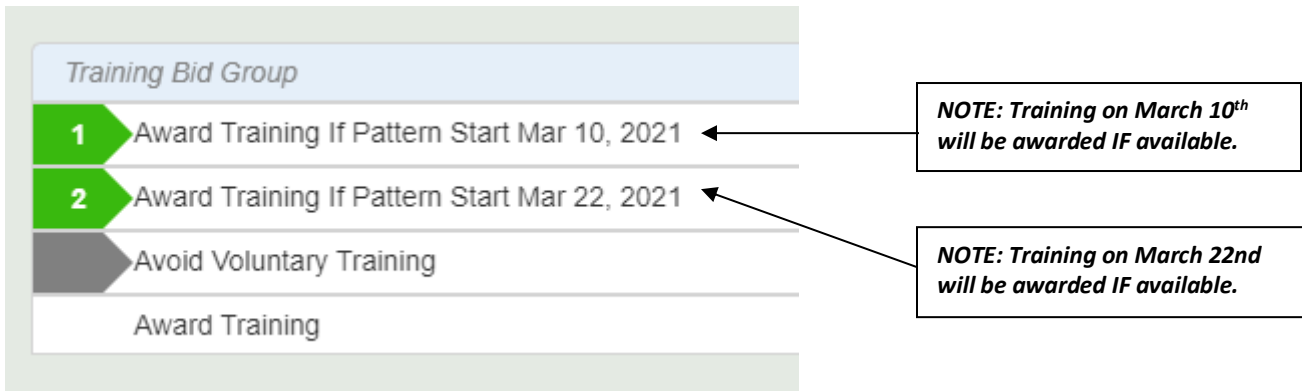 Training Bid Group
1 Award Training If Pattern Start Mar 10, 2021
NOTE: Training on March 10th
will be awarded IF available.
2 Award Training If Pattern Start Mar 22, 2021
Avoid Voluntary Training
NOTE: Training on March 22nd
will be awarded IF available.
Award Training